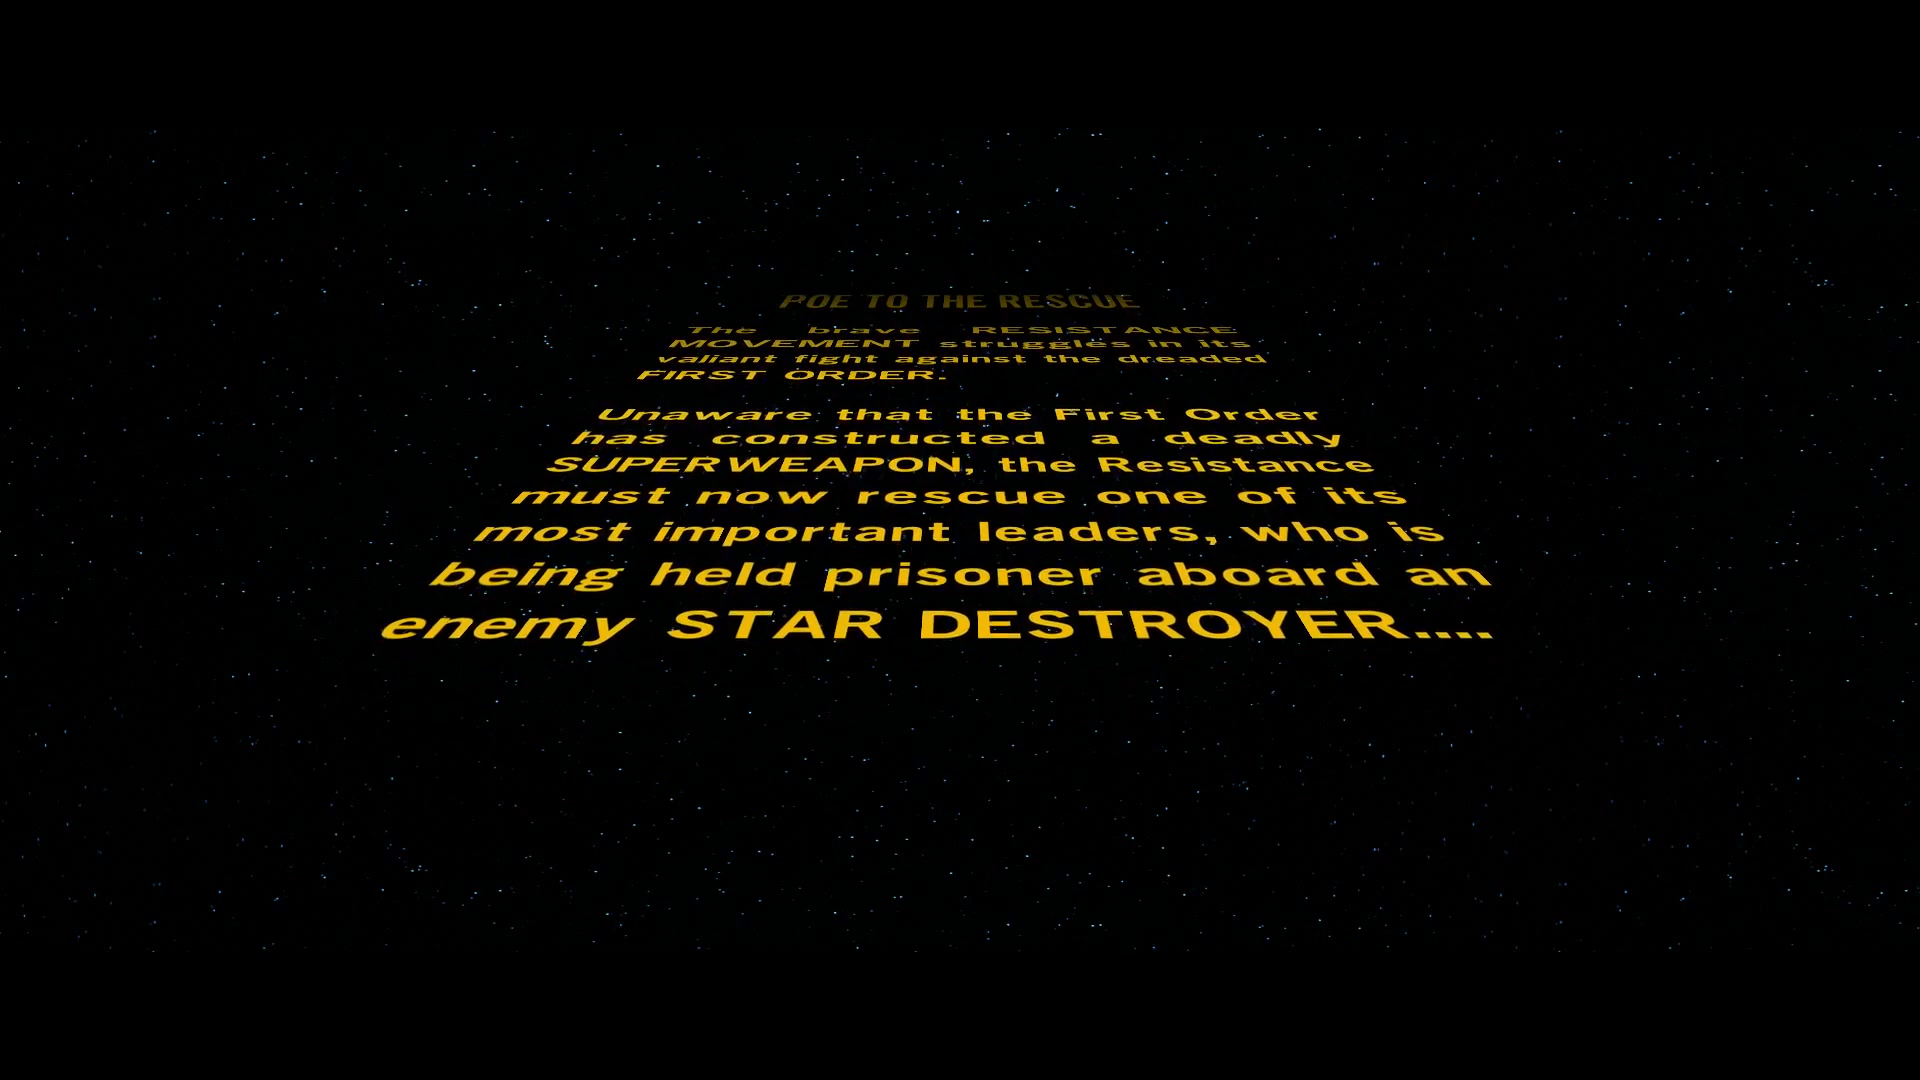 POE TO THE RESCUE
The brave RESISTANCE
MOVEMENT struggles in its
valiant fight against the dreaded
FIRST ORDER.
Unaware that the First Order
has constructed a deadly
SUPERWEAPON, the Resistance
must now rescue one of its
most important leaders, who is
being held prisoner aboard an
enemy STAR DESTROYER....